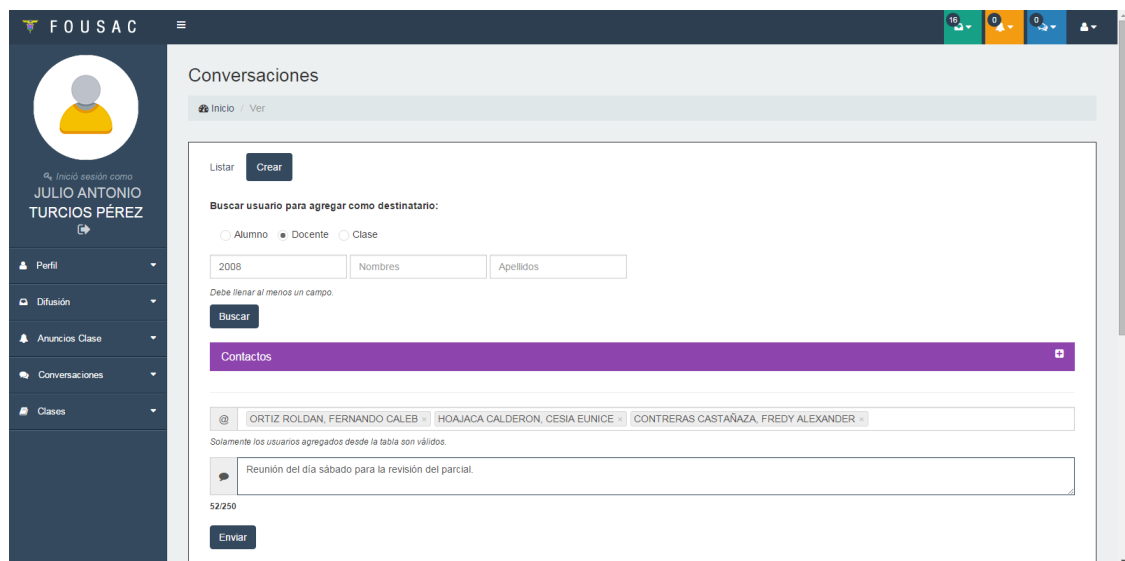 FOUSAC
16 0 0
Conversaciones
Inicio / Ver
Inició sesión como
JULIO ANTONIO
TURCIOS PÉREZ
Perfil
Difusión
Anuncios Clase
Conversaciones
Clases
Listar Crear
Buscar usuario para agregar como destinatario:
Alumno Docente Clase
2008 Nombres Apellidos
Debe llenar al menos un campo.
Buscar
Contactos
@ ORTIZ ROLDAN, FERNANDO CALEB × HOAJACA CALDERON, CESIA EUNICE × CONTRERAS CASTAÑAZA, FREDY ALEXANDER ×
Solamente los usuarios agregados desde la tabla son válidos.
Reunión del día sábado para la revisión del parcial.
52/250
Enviar